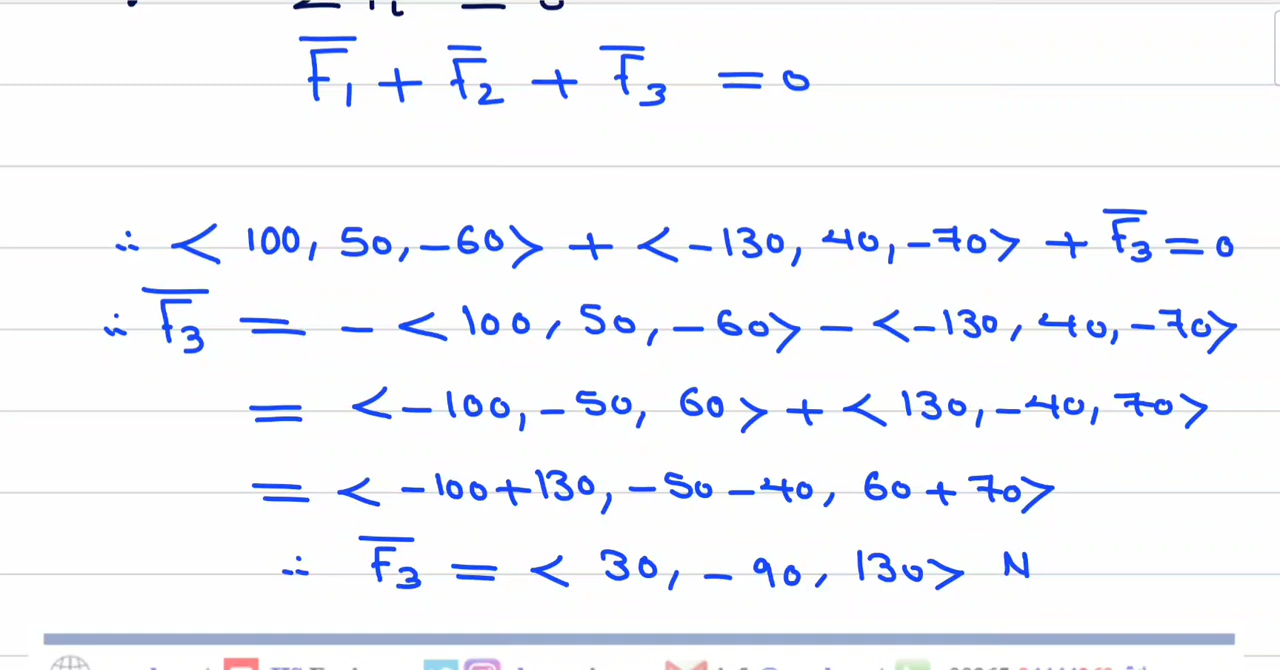 F̅₁ + F̅₂ + F̅₃ = 0
∴ < 100, 50, -60> + < -130, 40, -70> + F̅₃ = 0
∴ F̅₃ = - < 100, 50, -60> - < -130, 40, -70>
= < -100, -50, 60> + < 130, -40, 70>
= < -100+130, -50-40, 60+70>
∴ F̅₃ = < 30, -90, 130> N